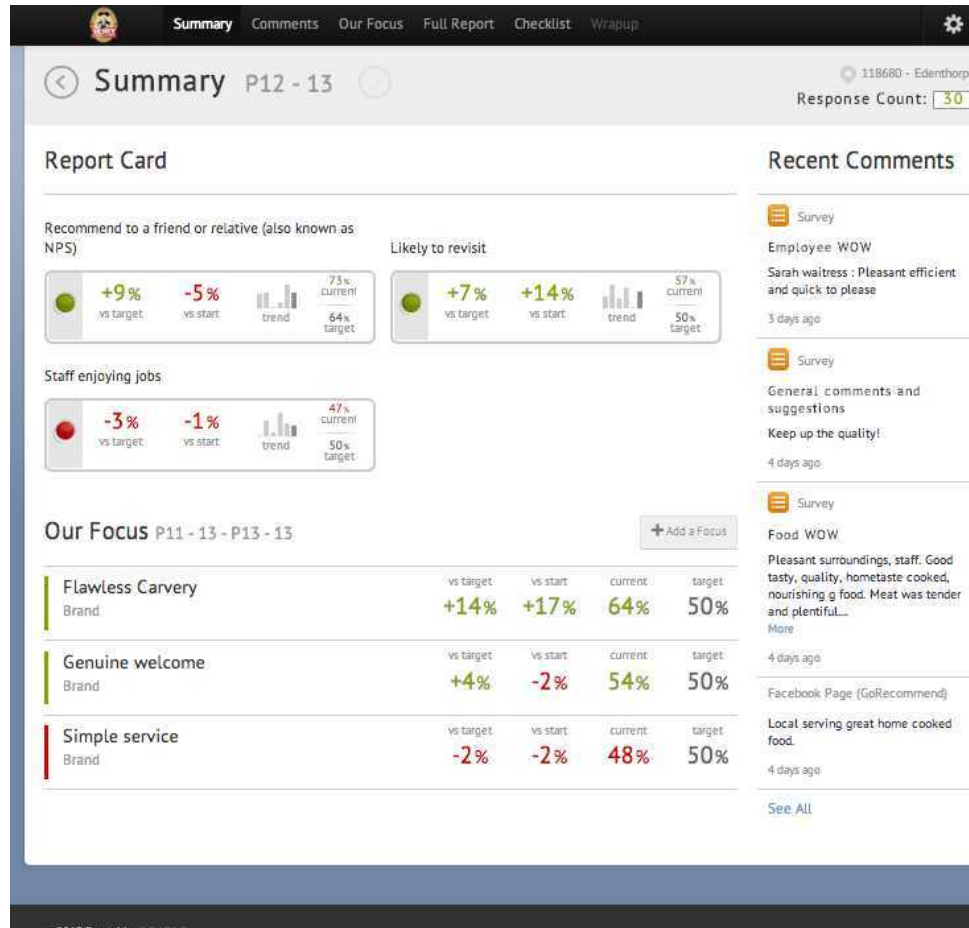 Summary Comments Our Focus Full Report Checklist Wrapup
Summary P12 - 13
118680 - Edenthorp
Response Count: 30
Report Card
Recommend to a friend or relative (also known as
NPS)
+9% vs target
-5% vs start
trend
73% current
64% target
Likely to revisit
+7% vs target
+14% vs start
trend
57% current
50% target
Staff enjoying jobs
-3% vs target
-1% vs start
trend
47% current
50% target
Our Focus P11 - 13 - P13 - 13
+ Add a Focus
Flawless Carvery
Brand
vs target vs start current target
+14% +17% 64% 50%
Genuine welcome
Brand
vs target vs start current target
+4% -2% 54% 50%
Simple service
Brand
vs target vs start current target
-2% -2% 48% 50%
Recent Comments
Survey
Employee WOW
Sarah waitress : Pleasant efficient
and quick to please
3 days ago
Survey
General comments and
suggestions
Keep up the quality!
4 days ago
Survey
Food WOW
Pleasant surroundings, staff. Good
tasty, quality, hometaste cooked,
nourishing g food. Meat was tender
and plentiful...
More
4 days ago
Facebook Page (GoRecommend)
Local serving great home cooked
food.
4 days ago
See All